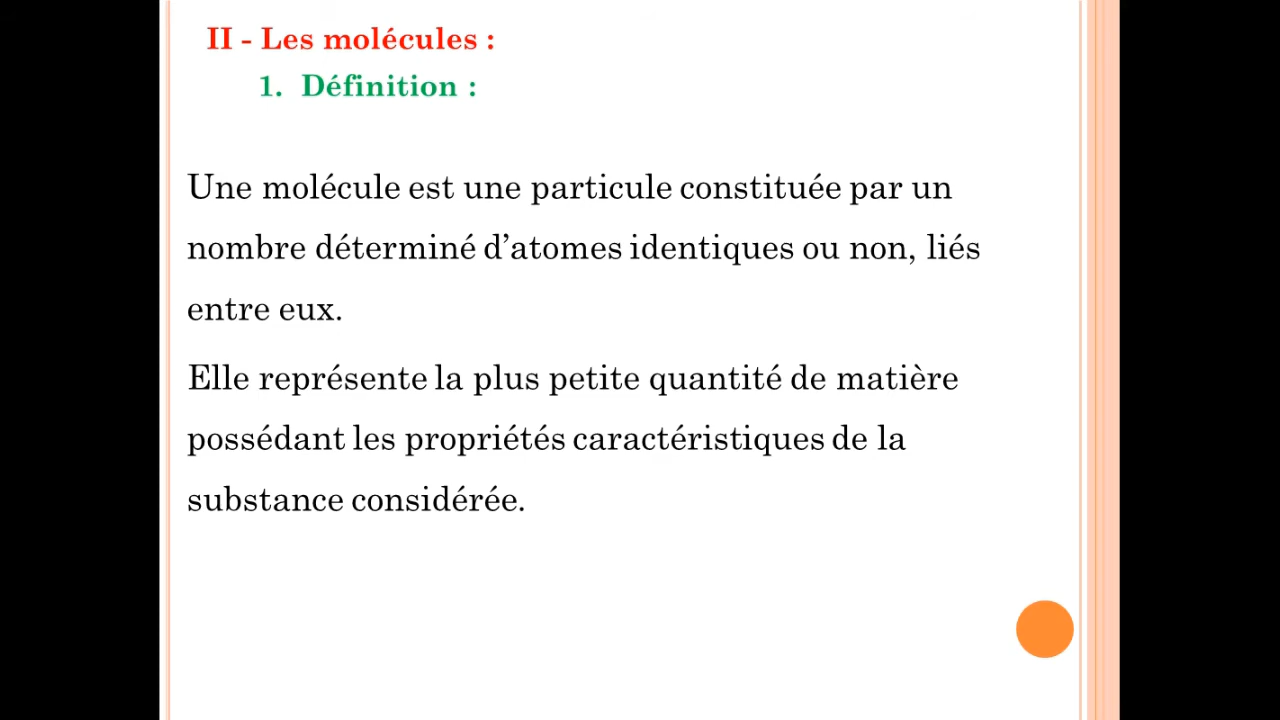 II - Les molécules :
1. Définition :
Une molécule est une particule constituée par un
nombre déterminé d’atomes identiques ou non, liés
entre eux.
Elle représente la plus petite quantité de matière
possédant les propriétés caractéristiques de la
substance considérée.